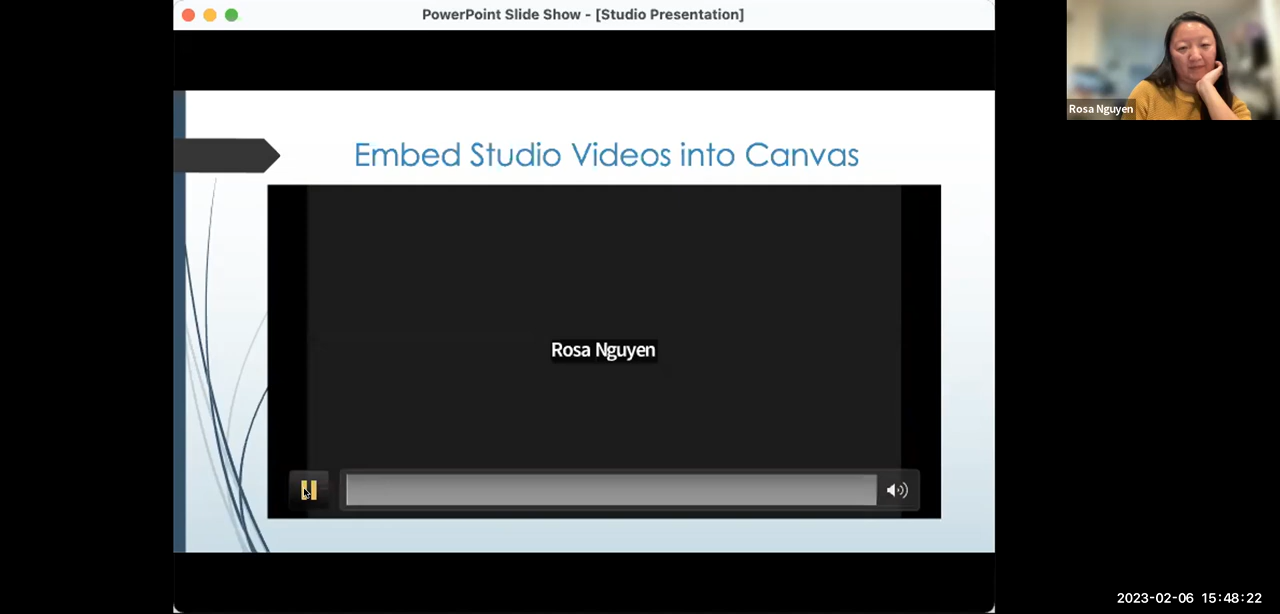 PowerPoint Slide Show - [Studio Presentation]
Rosa Nguyen
Embed Studio Videos into Canvas
Rosa Nguyen
2023-02-06 15:48:22